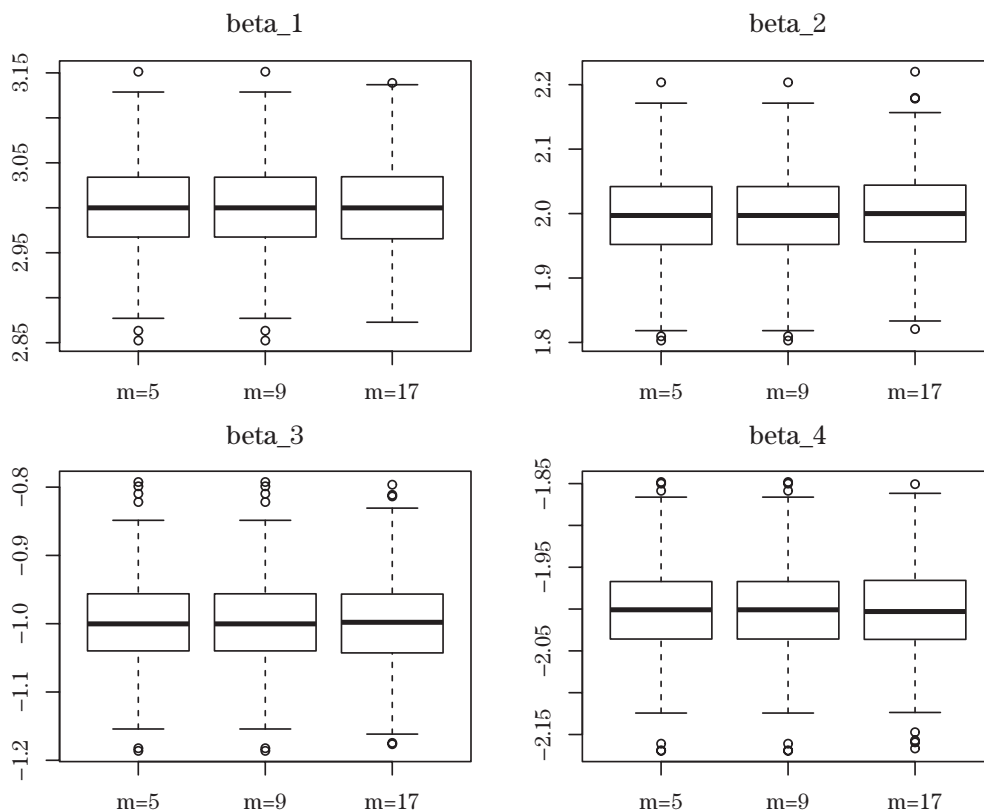 beta_1
3.15
3.05
2.95
2.85
m=5
m=9
m=17
beta_2
2.2
2.1
2.0
1.9
1.8
m=5
m=9
m=17
beta_3
−0.8
−0.9
−1.0
−1.1
−1.2
m=5
m=9
m=17
beta_4
−1.85
−1.95
−2.05
−2.15
m=5
m=9
m=17